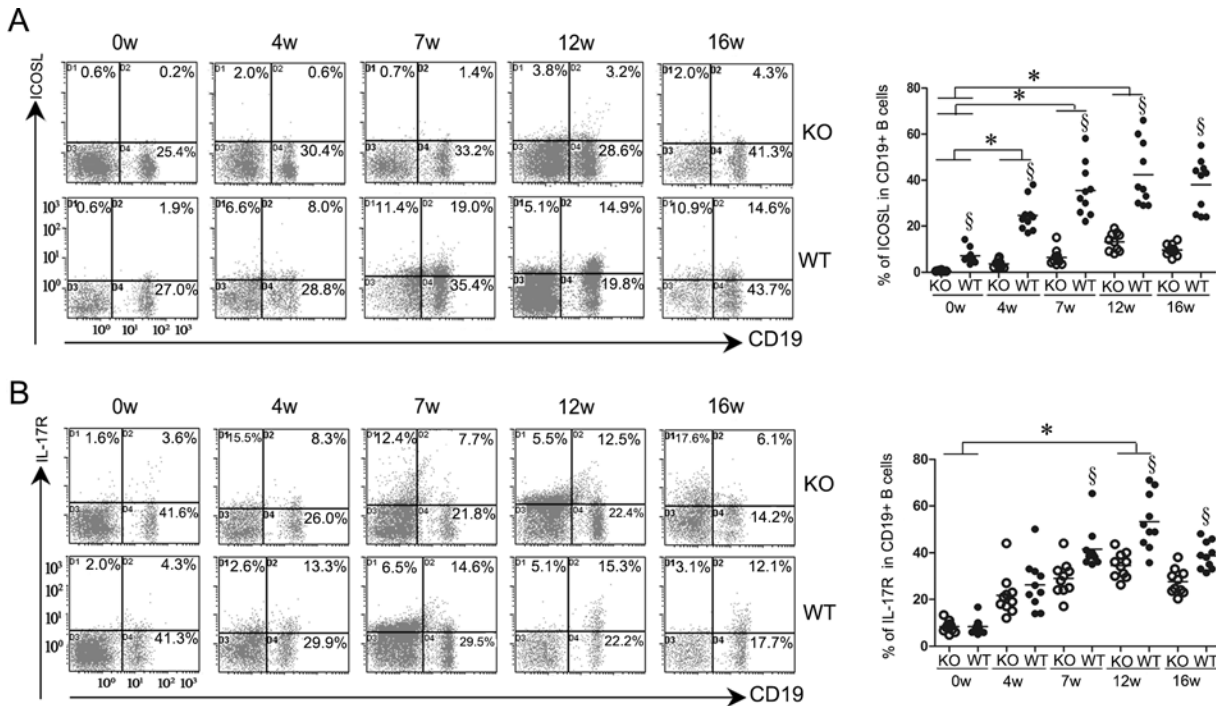 A
0w 4w 7w 12w 16w
ICOSL
D1 0.6% D2 0.2% D1 2.0% D2 0.6% D1 0.7% D2 1.4% D1 3.8% D2 3.2% D1 2.0% D2 4.3%
KO
D3 D4 25.4% D3 D4 30.4% D3 D4 33.2% D3 D4 28.6% D3 D4 41.3%
10³ D1 0.6% D2 1.9% D1 6.6% D2 8.0% D1 11.4% D2 19.0% D1 5.1% D2 14.9% D1 10.9% D2 14.6%
10²
10¹ WT
10⁰ D3 D4 27.0% D3 D4 28.8% D3 D4 35.4% D3 D4 19.8% D3 D4 43.7%
10⁰ 10¹ 10² 10³
CD19
% of ICOSL in CD19+ B cells
80
60
40
20
0
* * *
§ § § § §
KO WT KO WT KO WT KO WT KO WT
0w 4w 7w 12w 16w
B
0w 4w 7w 12w 16w
IL-17R
D1 1.6% D2 3.6% D1 15.5% D2 8.3% D1 12.4% D2 7.7% D1 5.5% D2 12.5% D1 17.6% D2 6.1%
KO
D3 D4 41.6% D3 D4 26.0% D3 D4 21.8% D3 D4 22.4% D3 D4 14.2%
10³ D1 2.0% D2 4.3% D1 2.6% D2 13.3% D1 6.5% D2 14.6% D1 5.1% D2 15.3% D1 3.1% D2 12.1%
10²
10¹ WT
10⁰ D3 D4 41.3% D3 D4 29.9% D3 D4 29.5% D3 D4 22.2% D3 D4 17.7%
10⁰ 10¹ 10² 10³
CD19
% of IL-17R in CD19+ B cells
80
60
40
20
0
*
§ § §
KO WT KO WT KO WT KO WT KO WT
0w 4w 7w 12w 16w